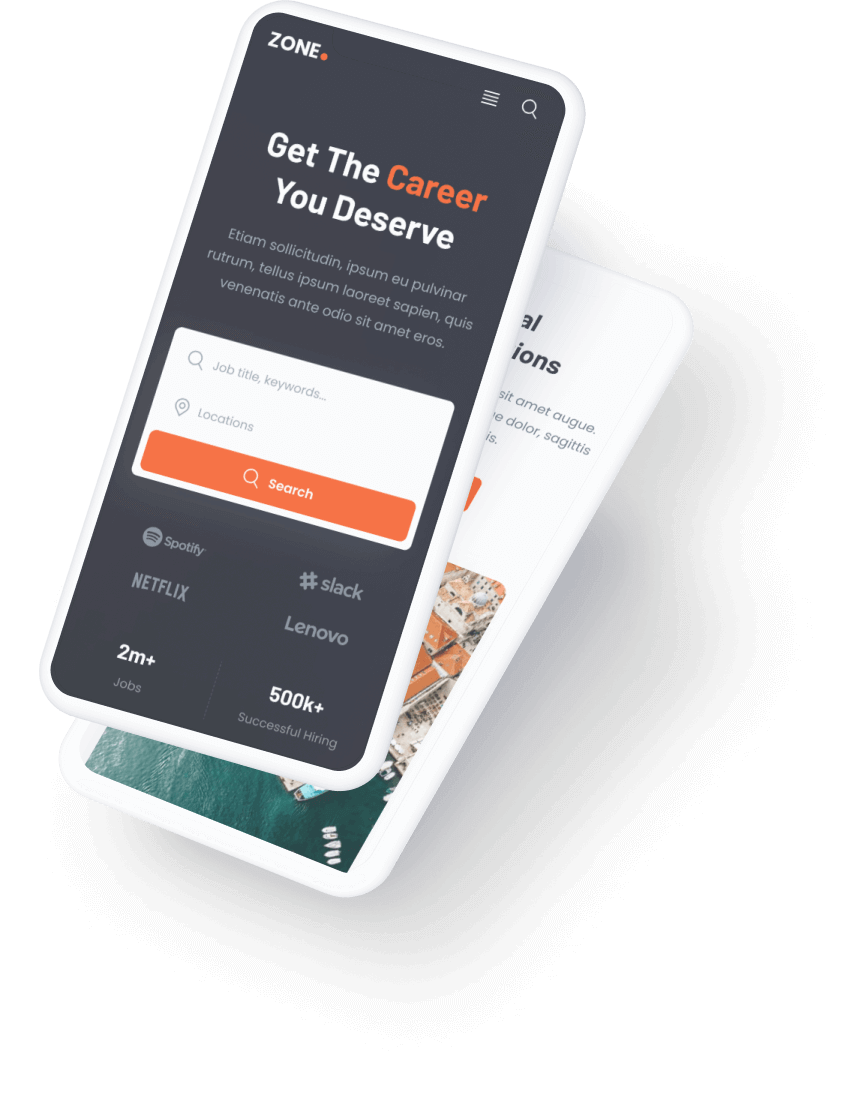 ZONE.
Get The Career
You Deserve
Etiam sollicitudin, ipsum eu pulvinar
rutrum, tellus ipsum laoreet sapien, quis
venenatis ante odio sit amet eros.
Job title, keywords...
Locations
Search
Spotify
slack
NETFLIX
Lenovo
2m+
Jobs
500k+
Successful Hiring
al
ions
sit amet augue.
e dolor, sagittis
is.